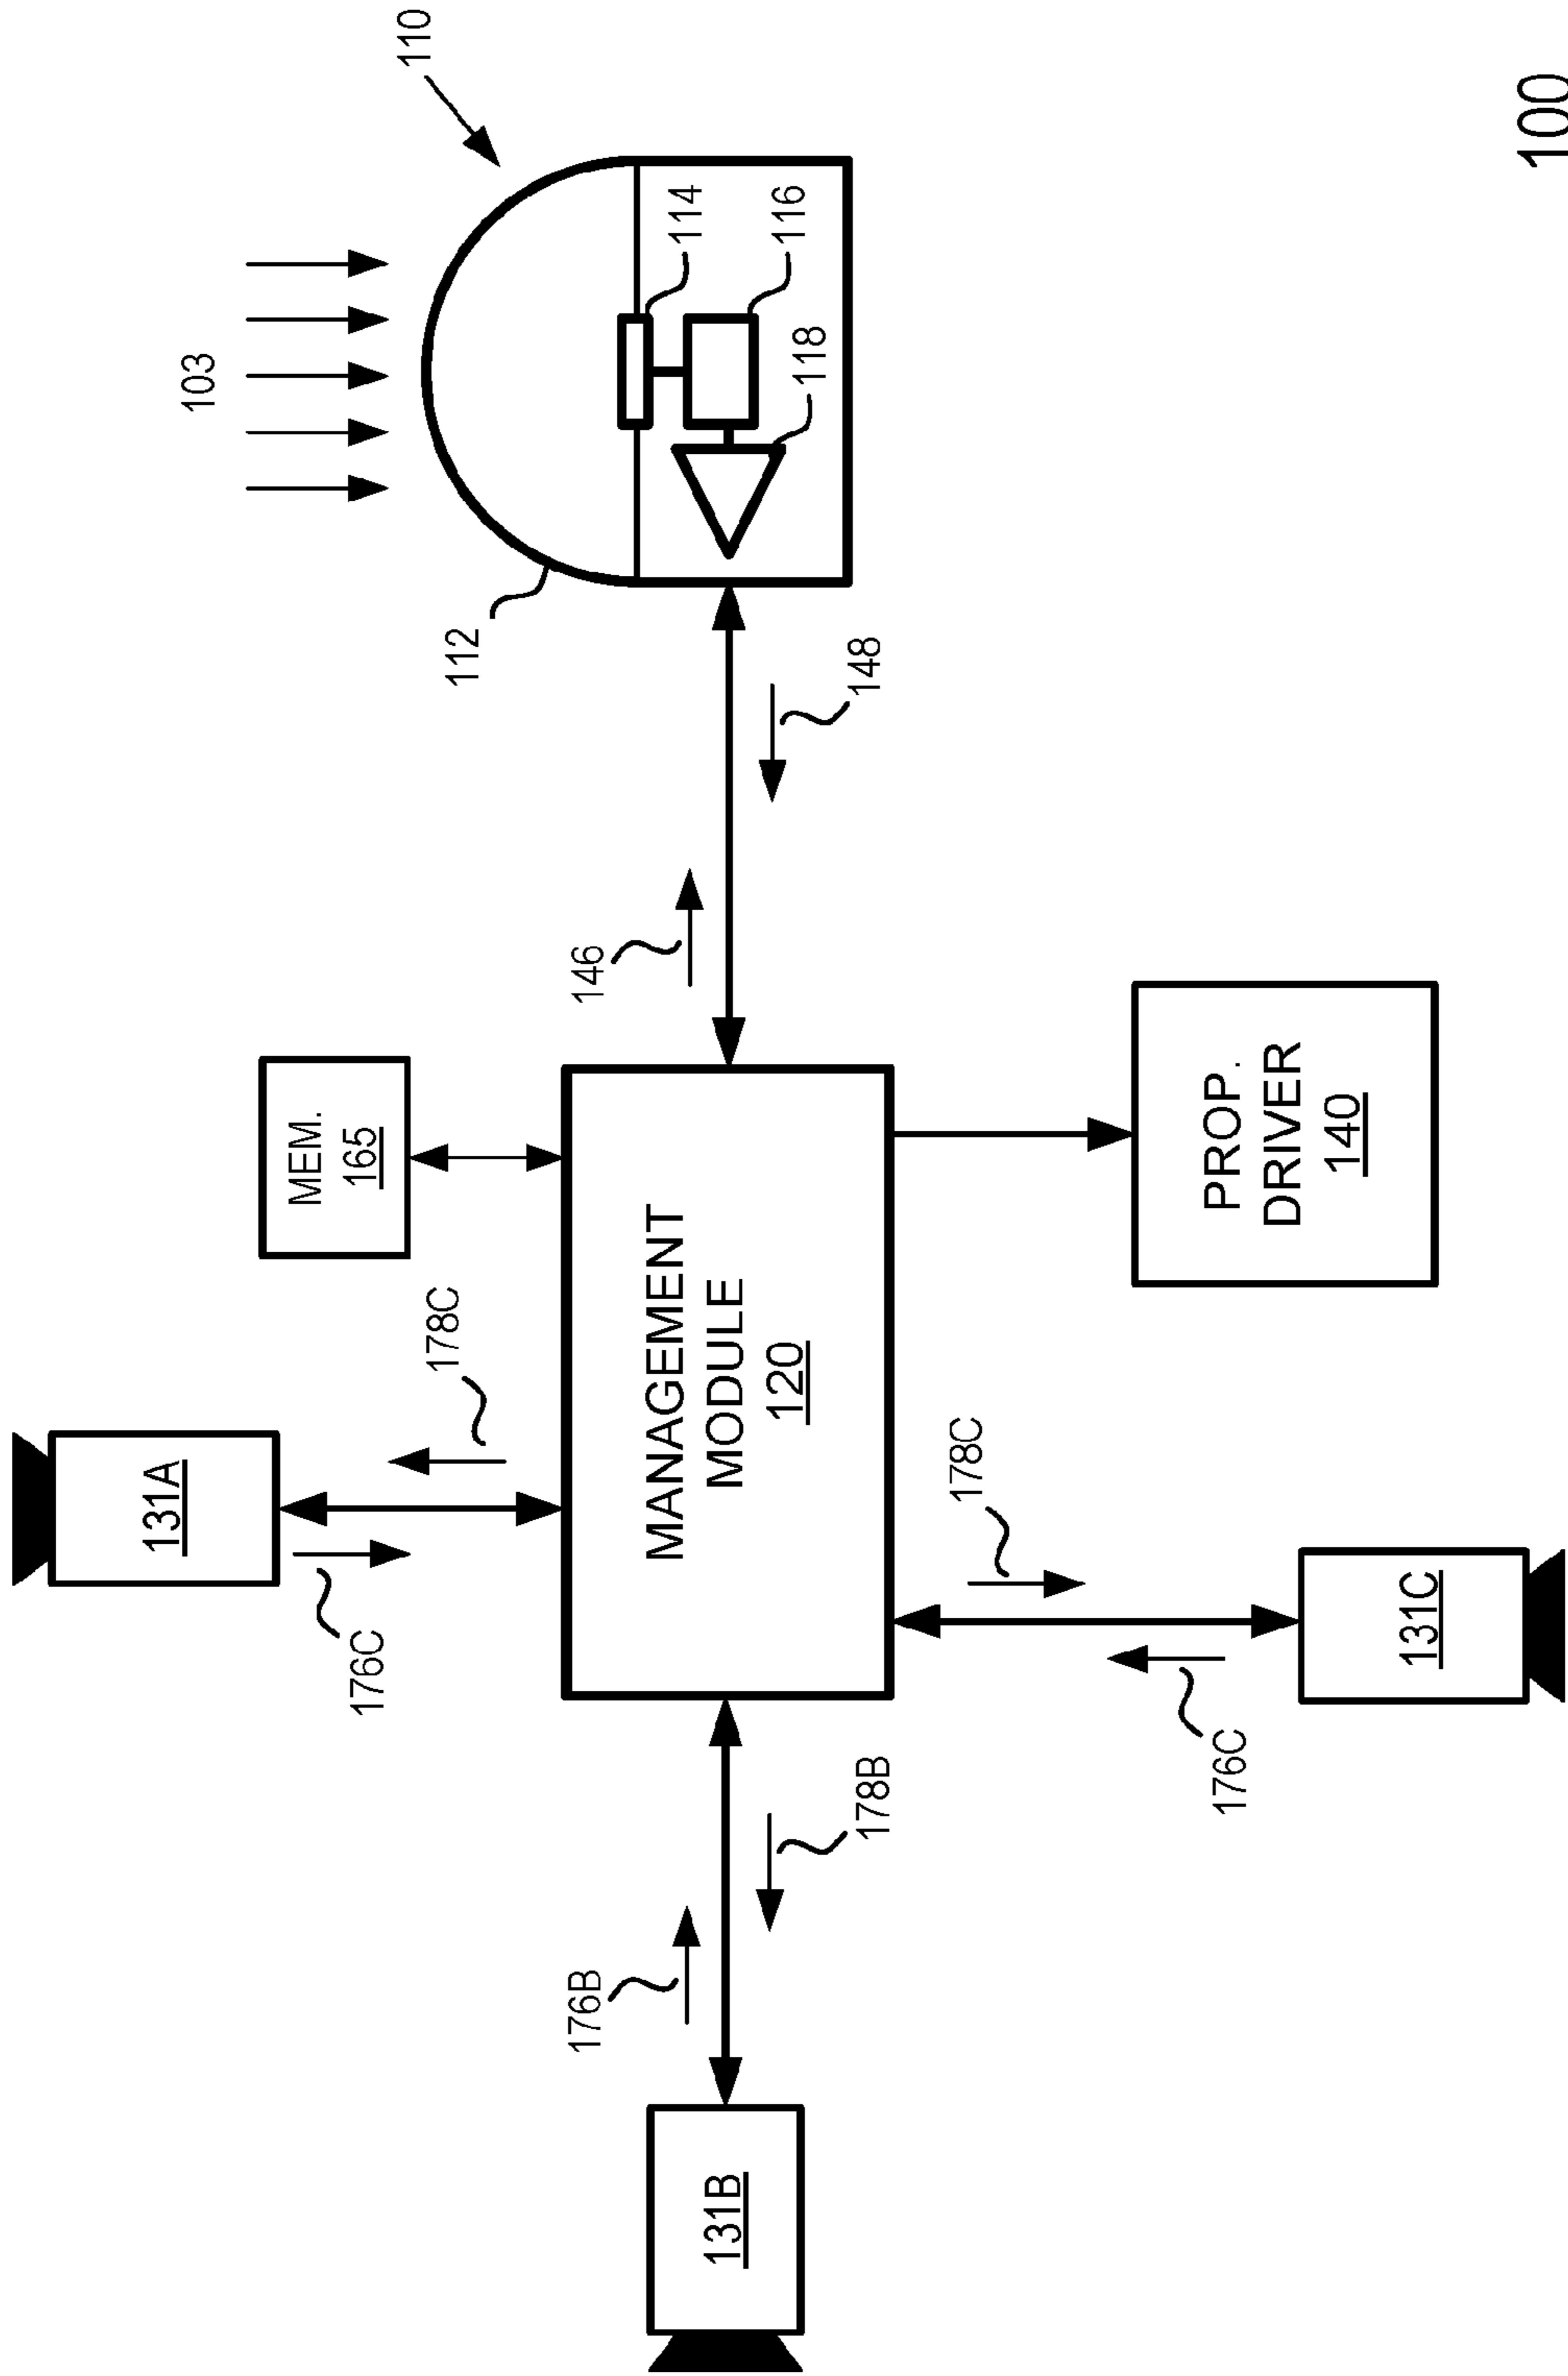 100
103
110
112
114
116
118
146
148
MEM.
165
MANAGEMENT
MODULE
120
PROP.
DRIVER
140
131A
178C
176C
131B
176B
178B
131C
178C
176C